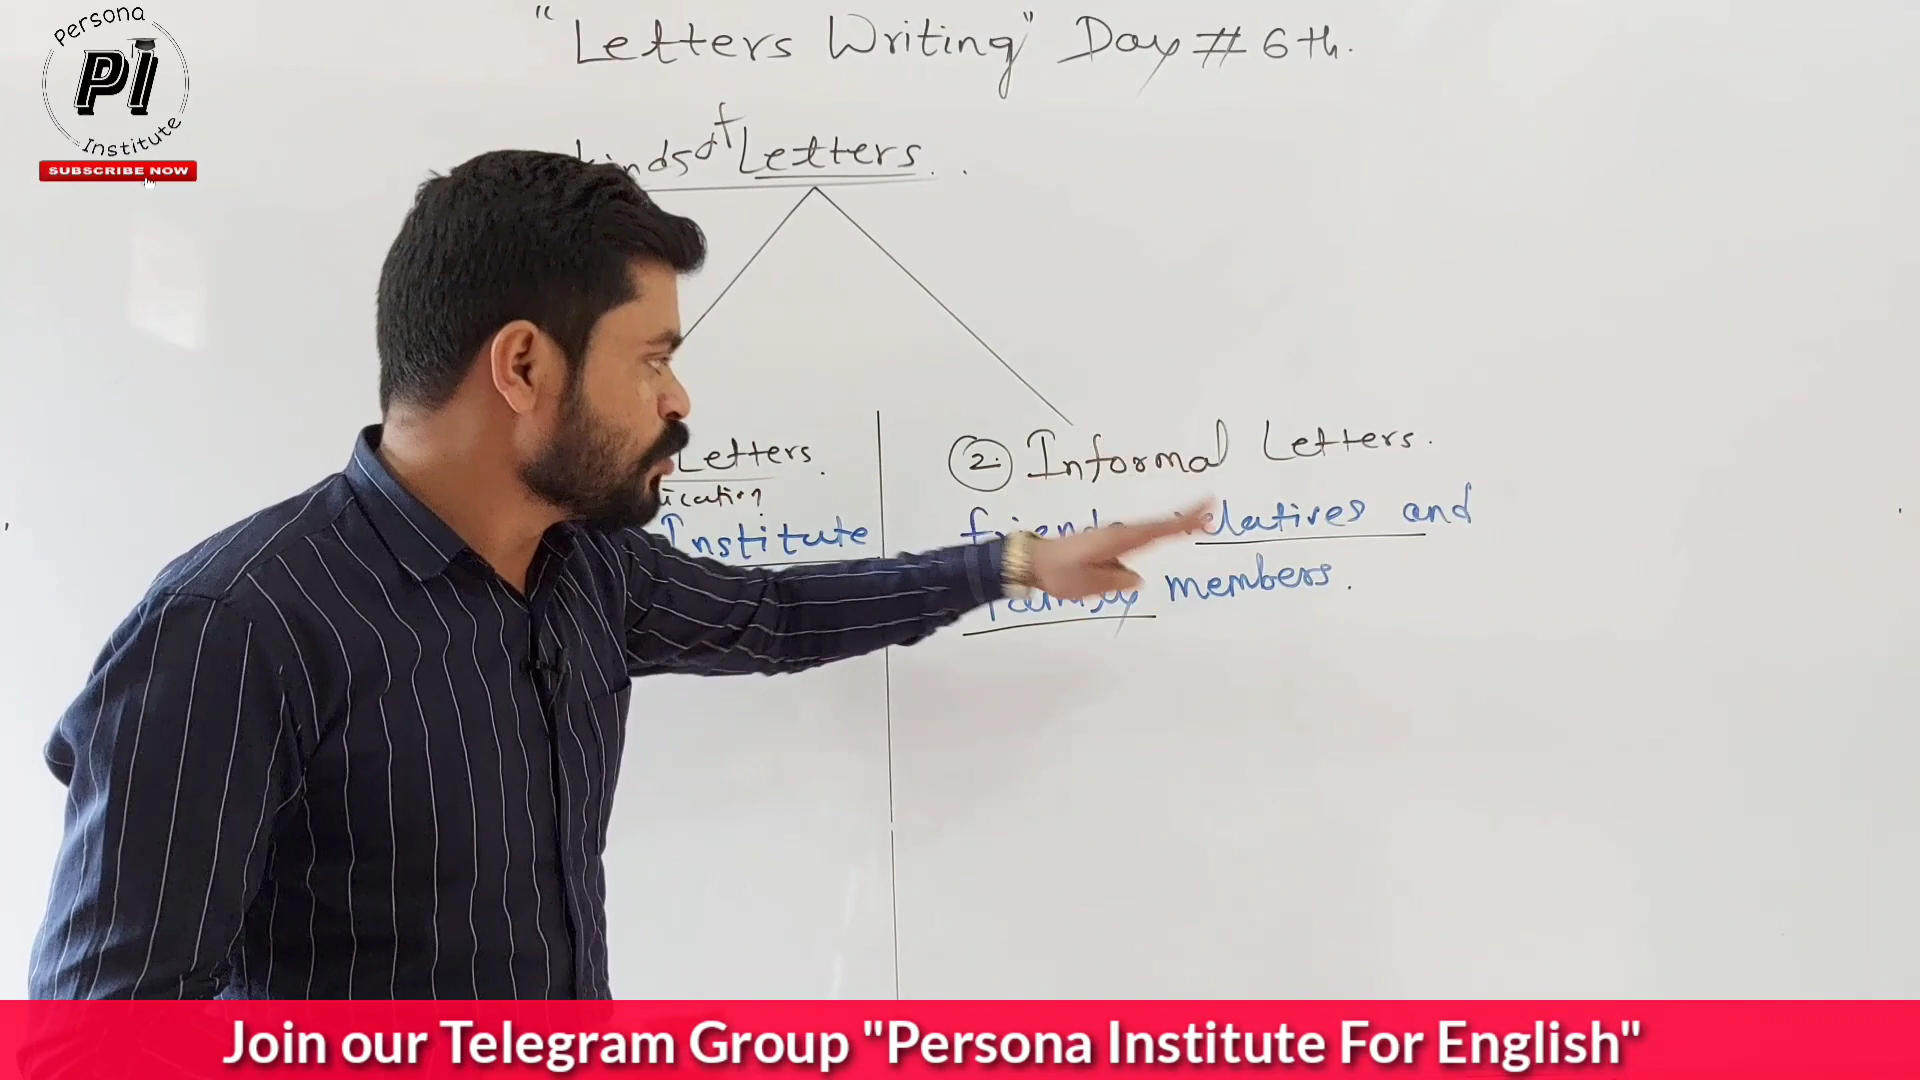 Persona
PI
Institute
SUBSCRIBE NOW
"Letters Writing" Day # 6th.
kinds of Letters.
Letters.
Institute
2. Informal Letters.
relatives and
family members.
Join our Telegram Group "Persona Institute For English"